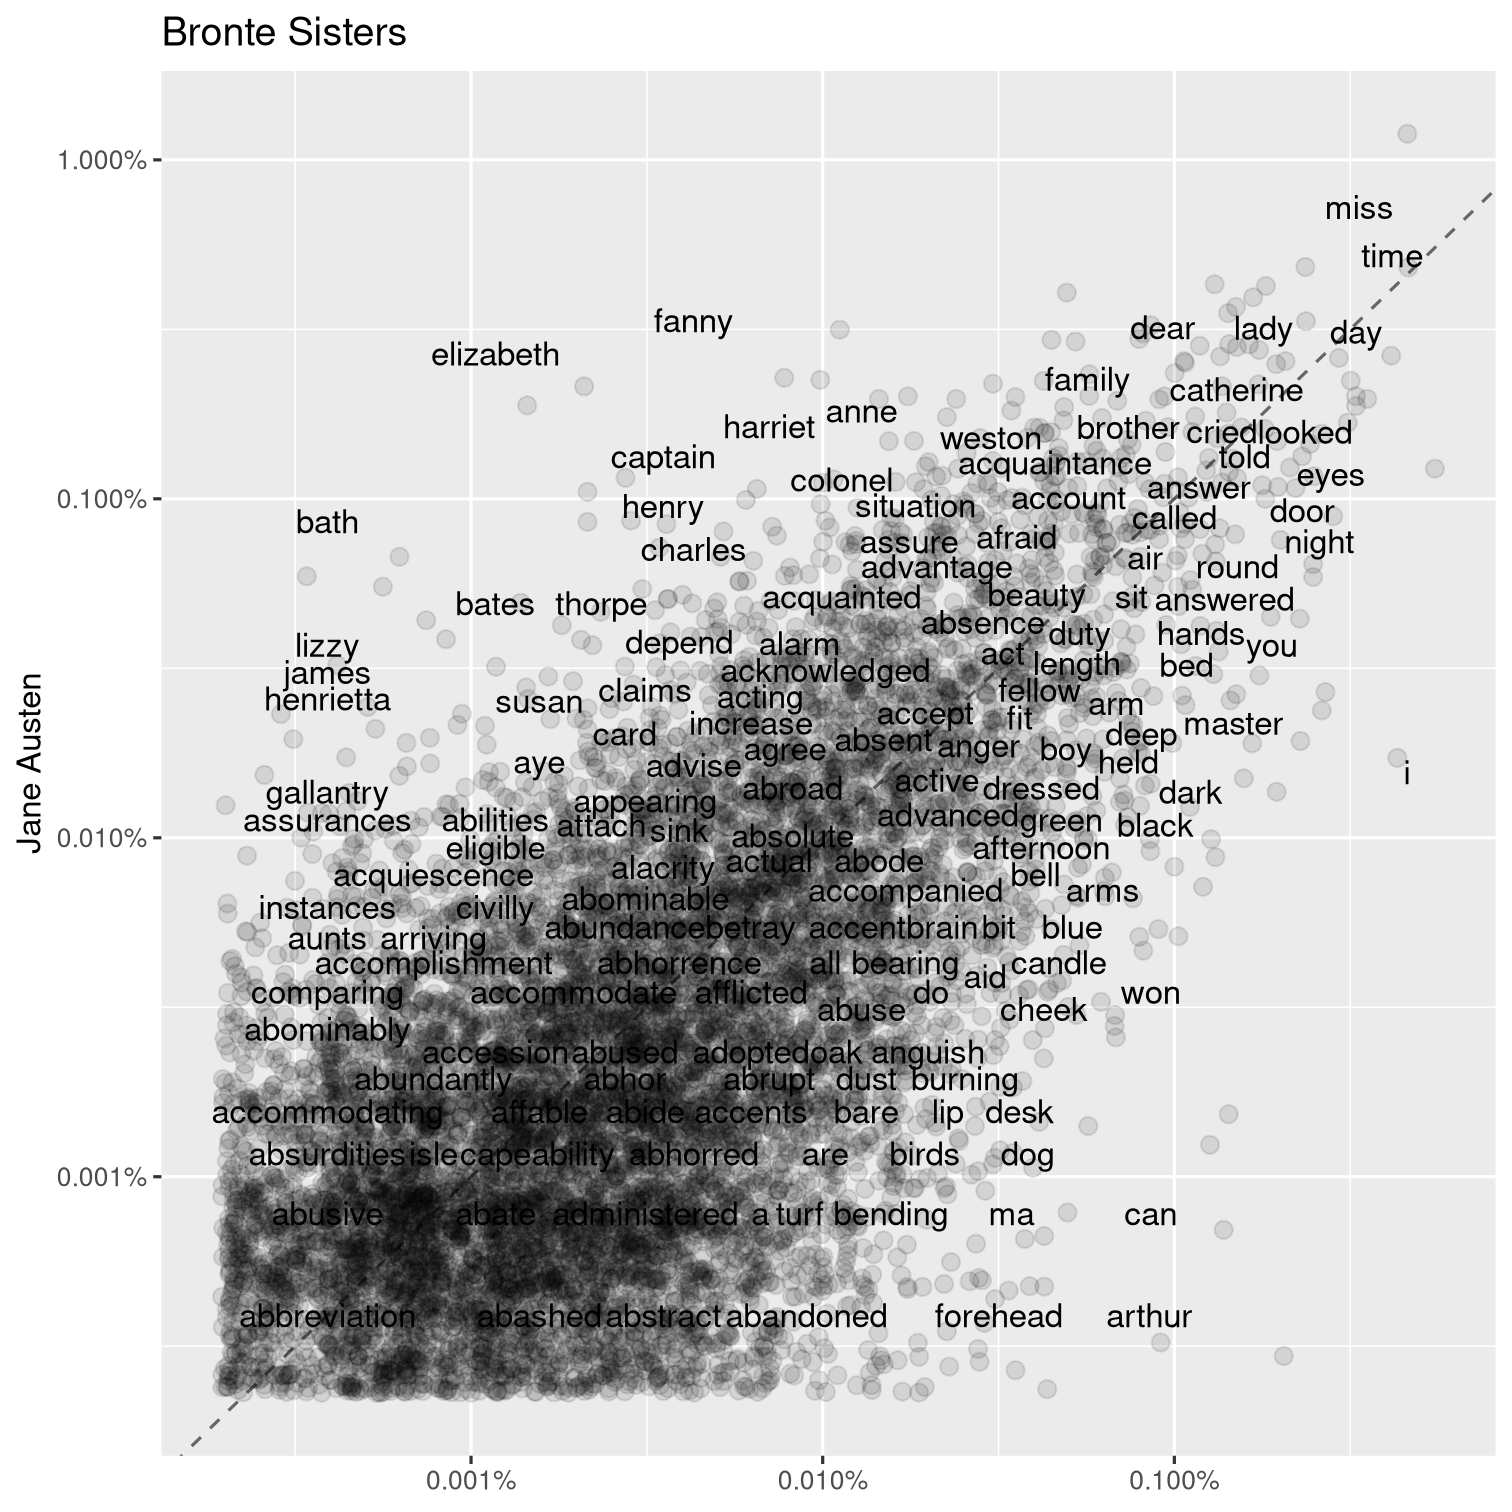 Bronte Sisters
1.000%
miss
time
fanny dear lady day
elizabeth
family catherine
harriet anne
weston brother criedlooked
captain acquaintance told
colonel eyes
0.100%
henry situation account answer
bath called door
charles assure afraid night
advantage air round
bates thorpe acquainted beauty sit answered
absence
lizzy depend alarm duty hands you
james acknowledged act length bed
henrietta claims acting fellow
susan accept fit arm
card increase absent anger boy deep master
aye advise agree held i
gallantry appearing abroad active dressed dark
assurances abilities attach sink absolute advanced green black
Jane Austen
0.010%
eligible alacrity actual abode afternoon
acquiescence accompanied bell arms
instances civilly abominable
aunts arriving abundancebetray accentbrain bit blue
accomplishment abhorrence all bearing aid candle
comparing accommodate afflicted do won
abominably abuse cheek
accession abused adoptedoak anguish
abundantly abhor abrupt dust burning
accommodating affable abide accents bare lip desk
absurdities isle capeability abhorred are birds dog
0.001%
abusive abate administered a turf bending ma can
abbreviation abashed abstract abandoned forehead arthur
0.001% 0.010% 0.100%